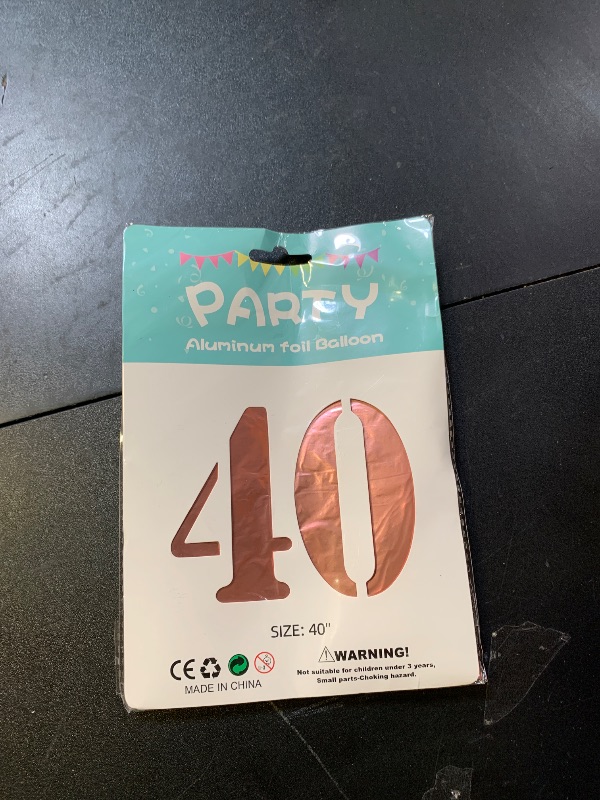 PARTY
Aluminum foil Balloon
40
SIZE: 40"
CE
MADE IN CHINA
WARNING!
Not suitable for children under 3 years,
Small parts-Choking hazard.